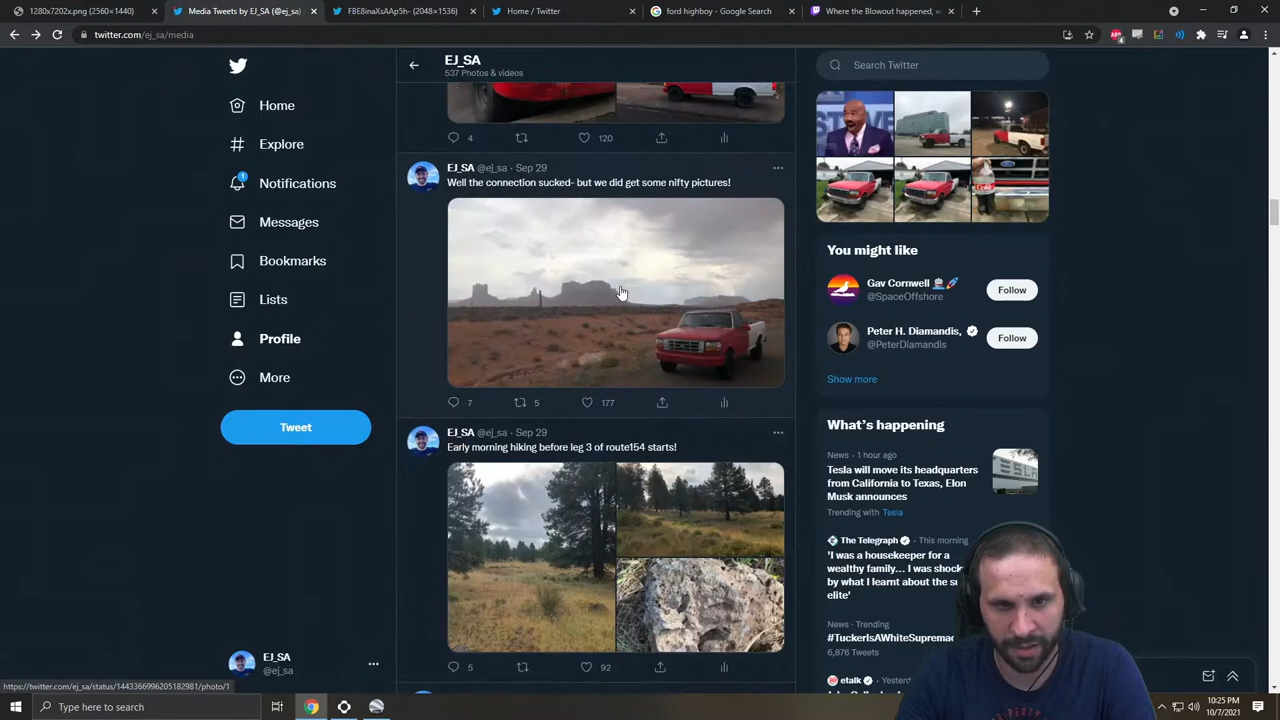 1280x7202x.png (2560×1440)
Media Tweets by EJ_SA (@ej_sa)
FBE8inaXsAAp5h- (2048×1536)
Home / Twitter
ford highboy - Google Search
Where the Blowout happened, w
twitter.com/ej_sa/media
4
EJ_SA
537 Photos & videos
Search Twitter
Home
Explore
1
Notifications
Messages
Bookmarks
Lists
Profile
More
Tweet
4
120
EJ_SA @ej_sa · Sep 29
Well the connection sucked- but we did get some nifty pictures!
7
5
177
EJ_SA @ej_sa · Sep 29
Early morning hiking before leg 3 of route154 starts!
5
92
You might like
Gav Cornwell
@SpaceOffshore
Follow
Peter H. Diamandis,
@PeterDiamandis
Follow
Show more
What's happening
News · 1 hour ago
Tesla will move its headquarters
from California to Texas, Elon
Musk announces
Trending with Tesla
The Telegraph · This morning
'I was a housekeeper for a
wealthy family... I was shock
by what I learnt about the su
elite'
News · Trending
#TuckerIsAWhiteSupremac
6,876 Tweets
etalk · Yesterd
EJ_SA
@ej_sa
https://twitter.com/ej_sa/status/1443366996205182981/photo/1
Type here to search
10:25 PM
10/7/2021